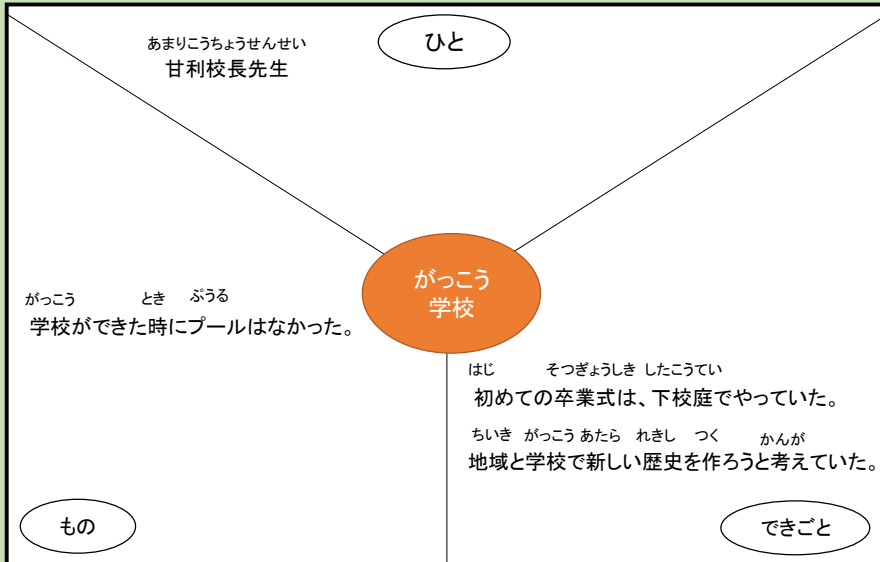 ひと
あまりこうちょうせんせい
甘利校長先生
がっこう
学校
がっこう とき ぷうる
学校ができた時にプールはなかった。
はじ そつぎょうしき したこうてい
初めての卒業式は、下校庭でやっていた。
ちいき がっこう あたら れきし つく かんが
地域と学校で新しい歴史を作ろうと考えていた。
もの
できごと